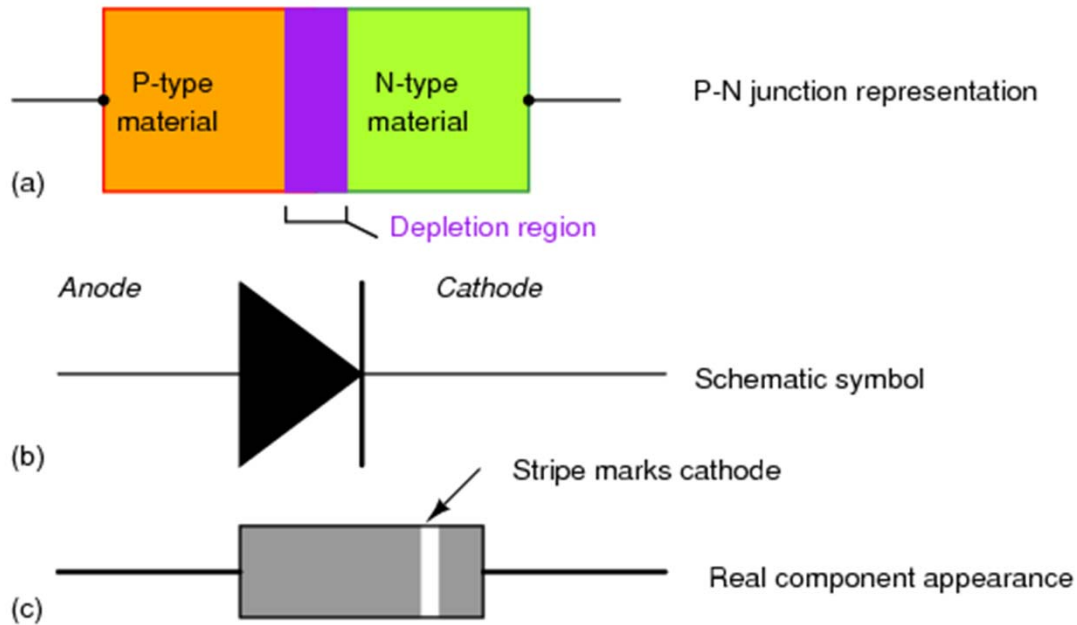 P-type
material
N-type
material
P-N junction representation
(a)
Depletion region
Anode
Cathode
Schematic symbol
(b)
Stripe marks cathode
Real component appearance
(c)